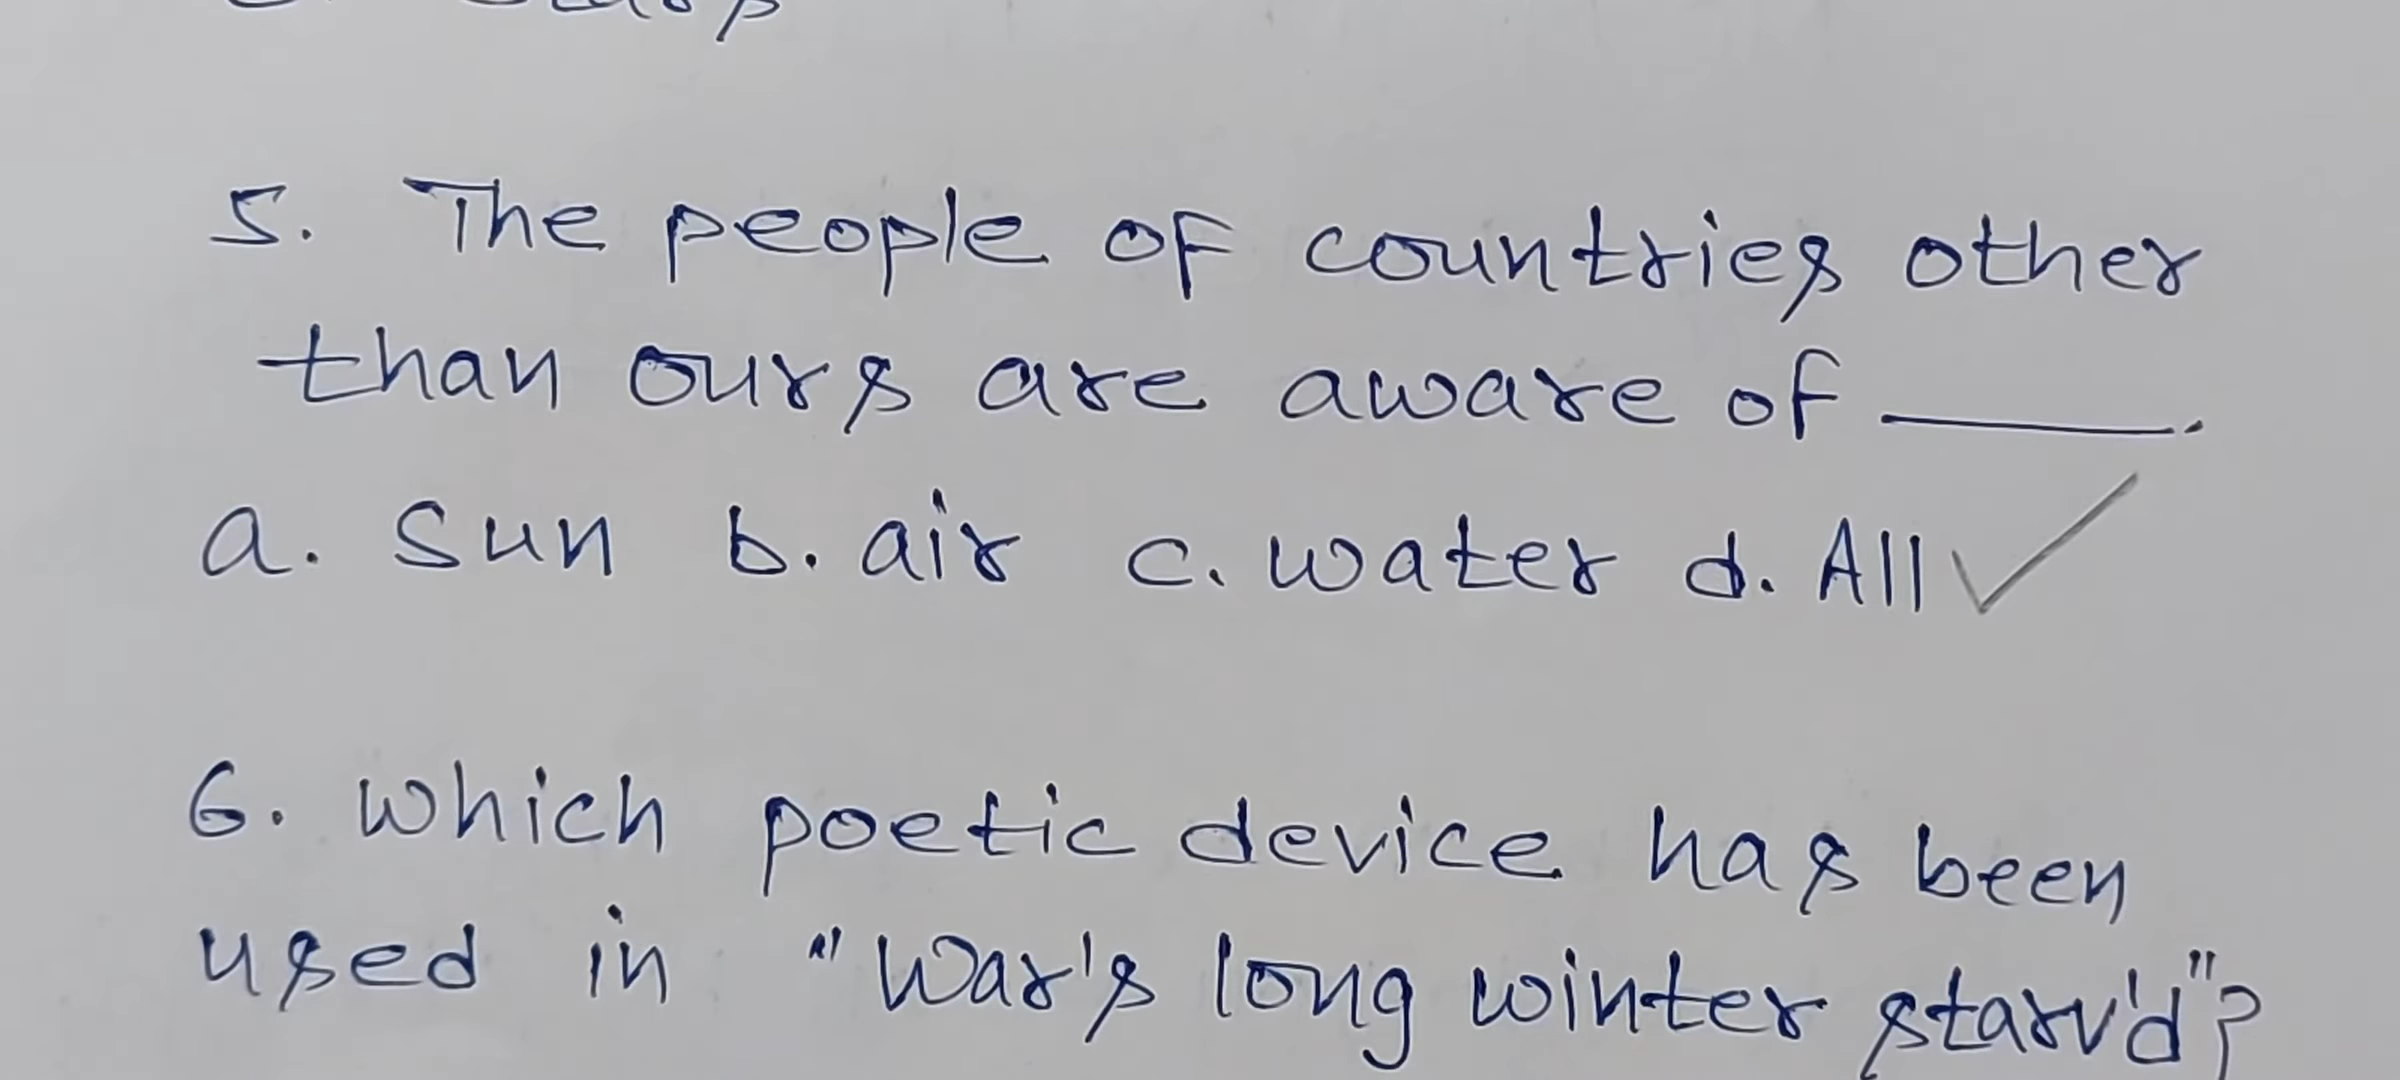 5. The people of countries other
than ours are aware of ______.
a. Sun b. air c. water d. All ✓
6. which poetic device has been
used in "War's long winter starv'd"?